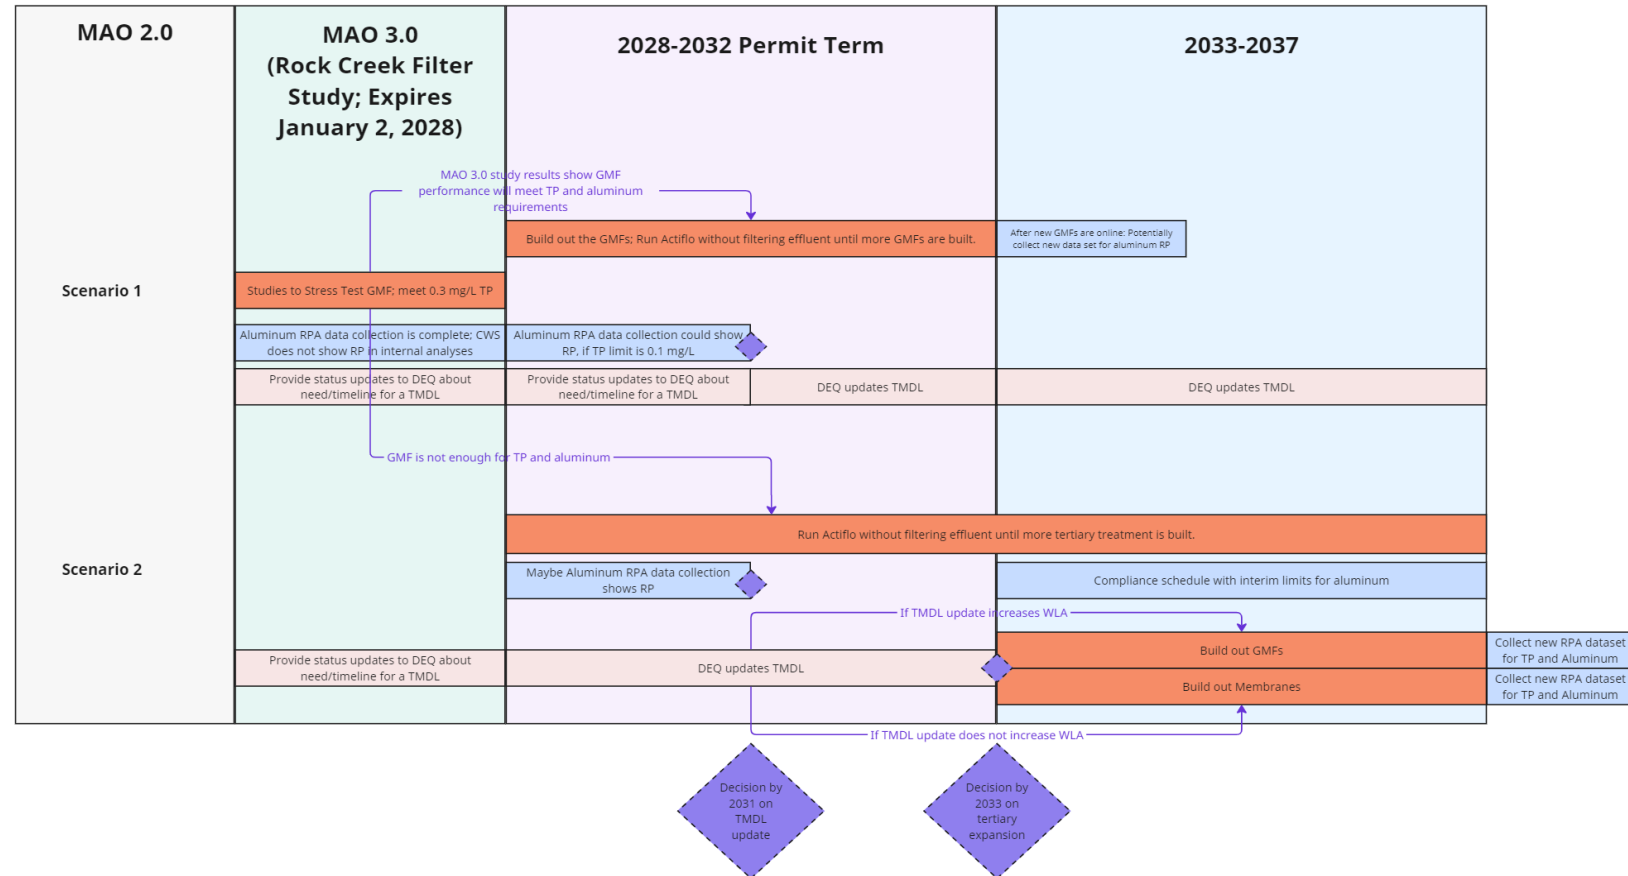 MAO 2.0
MAO 3.0
(Rock Creek Filter
Study; Expires
January 2, 2028)
2028-2032 Permit Term
2033-2037
MAO 3.0 study results show GMF
performance will meet TP and aluminum
requirements
Build out the GMFs; Run Actiflo without filtering effluent until more GMFs are built.
After new GMFs are online: Potentially
collect new data set for aluminum RP
Scenario 1
Studies to Stress Test GMF; meet 0.3 mg/L TP
Aluminum RPA data collection is complete; CWS
does not show RP in internal analyses
Aluminum RPA data collection could show
RP, if TP limit is 0.1 mg/L
Provide status updates to DEQ about
need/timeline for a TMDL
Provide status updates to DEQ about
need/timeline for a TMDL
DEQ updates TMDL
DEQ updates TMDL
GMF is not enough for TP and aluminum
Run Actiflo without filtering effluent until more tertiary treatment is built.
Scenario 2
Maybe Aluminum RPA data collection
shows RP
Compliance schedule with interim limits for aluminum
If TMDL update increases WLA
Build out GMFs
Collect new RPA dataset
for TP and Aluminum
Provide status updates to DEQ about
need/timeline for a TMDL
DEQ updates TMDL
Build out Membranes
Collect new RPA dataset
for TP and Aluminum
If TMDL update does not increase WLA
Decision by
2031 on
TMDL
update
Decision by
2033 on
tertiary
expansion